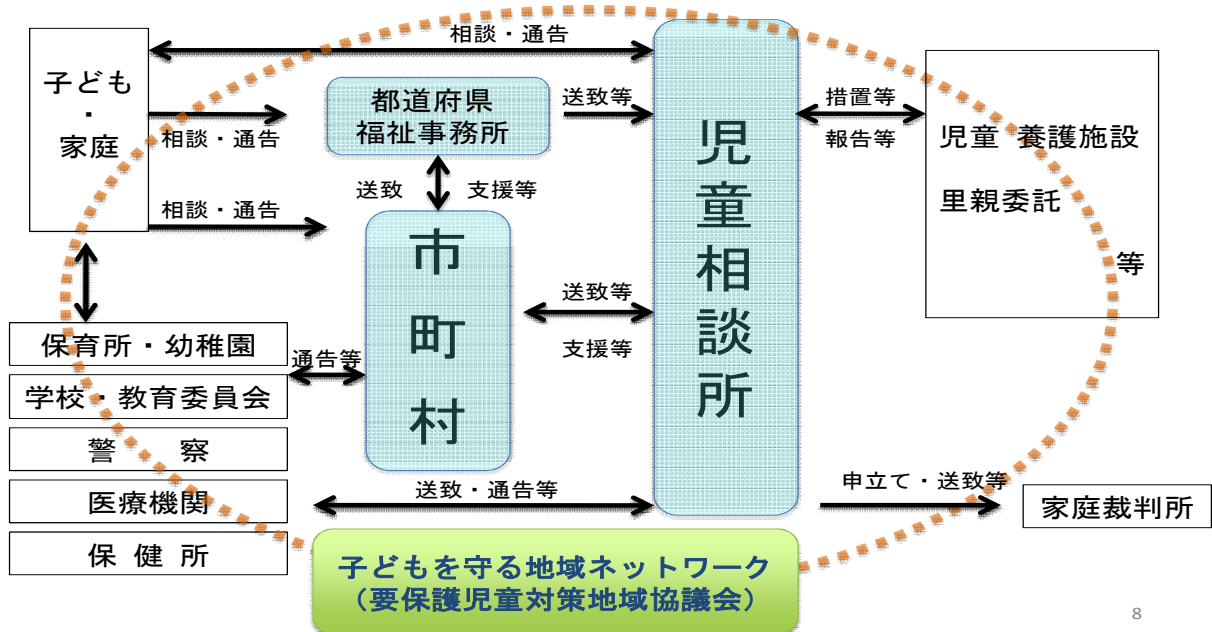 相談・通告
子ども
・
家庭
都道府県
福祉事務所
送致等
措置等
報告等
児童 養護施設
里親委託
等
相談・通告
送致
支援等
相談・通告
市町村
児童相談所
送致等
支援等
保育所・幼稚園
通告等
学校・教育委員会
警 察
医療機関
保 健 所
送致・通告等
申立て・送致等
家庭裁判所
子どもを守る地域ネットワーク
（要保護児童対策地域協議会）
8